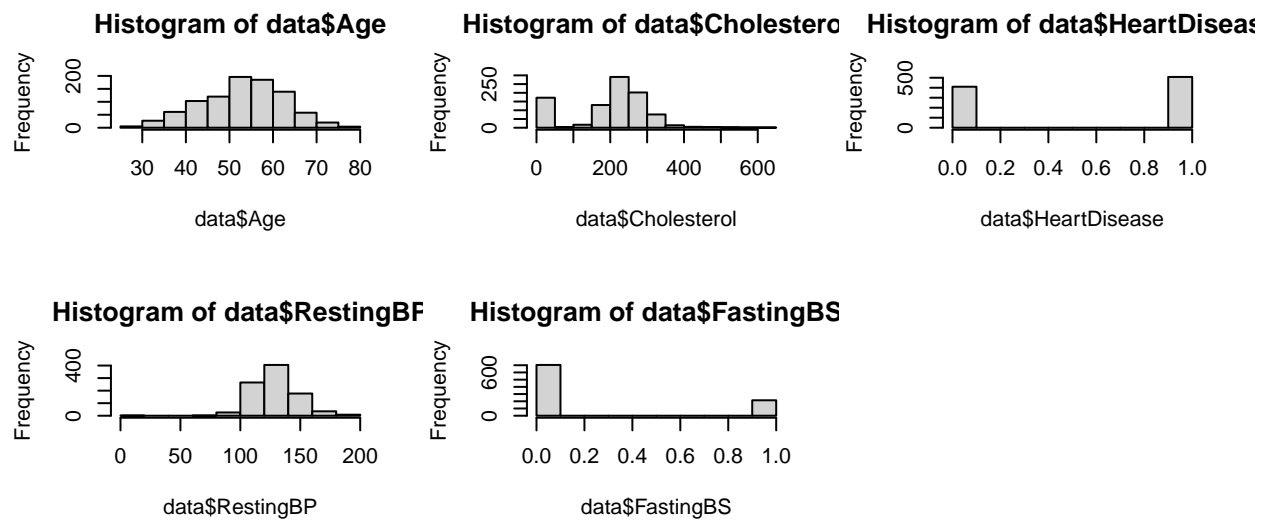 Histogram of data$Age
Frequency
0 200
30 40 50 60 70 80
data$Age
Histogram of data$Cholestero
Frequency
0 250
0 200 400 600
data$Cholesterol
Histogram of data$HeartDiseas
Frequency
0 500
0.0 0.2 0.4 0.6 0.8 1.0
data$HeartDisease
Histogram of data$RestingBP
Frequency
0 400
0 50 100 150 200
data$RestingBP
Histogram of data$FastingBS
Frequency
0 600
0.0 0.2 0.4 0.6 0.8 1.0
data$FastingBS